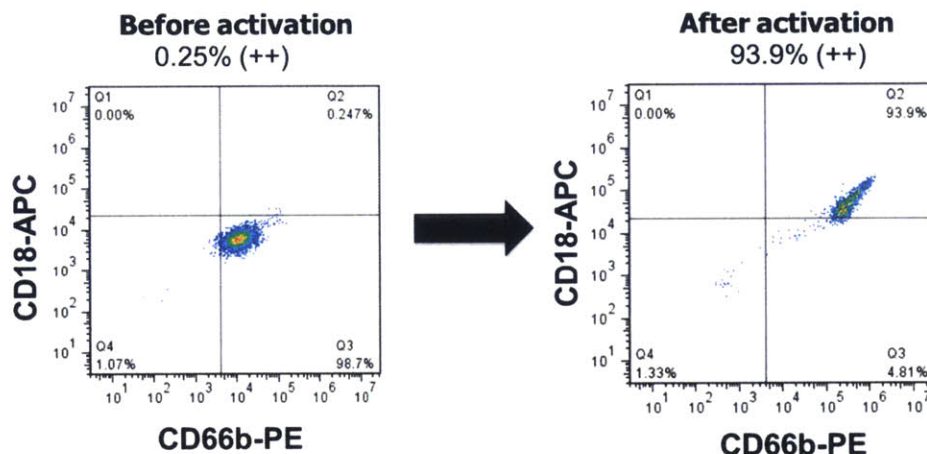 Before activation
0.25% (++)
10^7
10^6
10^5
10^4
10^3
10^2
10^1
Q1
0.00%
Q2
0.247%
Q4
1.07%
Q3
98.7%
10^1 10^2 10^3 10^4 10^5 10^6 10^7
CD18-APC
CD66b-PE
After activation
93.9% (++)
10^7
10^6
10^5
10^4
10^3
10^2
10^1
Q1
0.00%
Q2
93.9%
Q4
1.33%
Q3
4.81%
10^1 10^2 10^3 10^4 10^5 10^6 10^7
CD18-APC
CD66b-PE